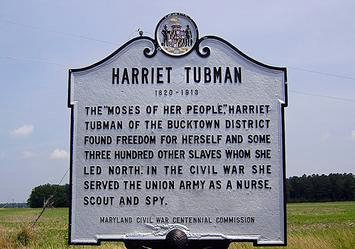 HARRIET TUBMAN
1820-1913
THE "MOSES OF HER PEOPLE," HARRIET
TUBMAN OF THE BUCKTOWN DISTRICT
FOUND FREEDOM FOR HERSELF AND SOME
THREE HUNDRED OTHER SLAVES WHOM SHE
LED NORTH. IN THE CIVIL WAR SHE
SERVED THE UNION ARMY AS A NURSE,
SCOUT AND SPY.
MARYLAND CIVIL WAR CENTENNIAL COMMISSION